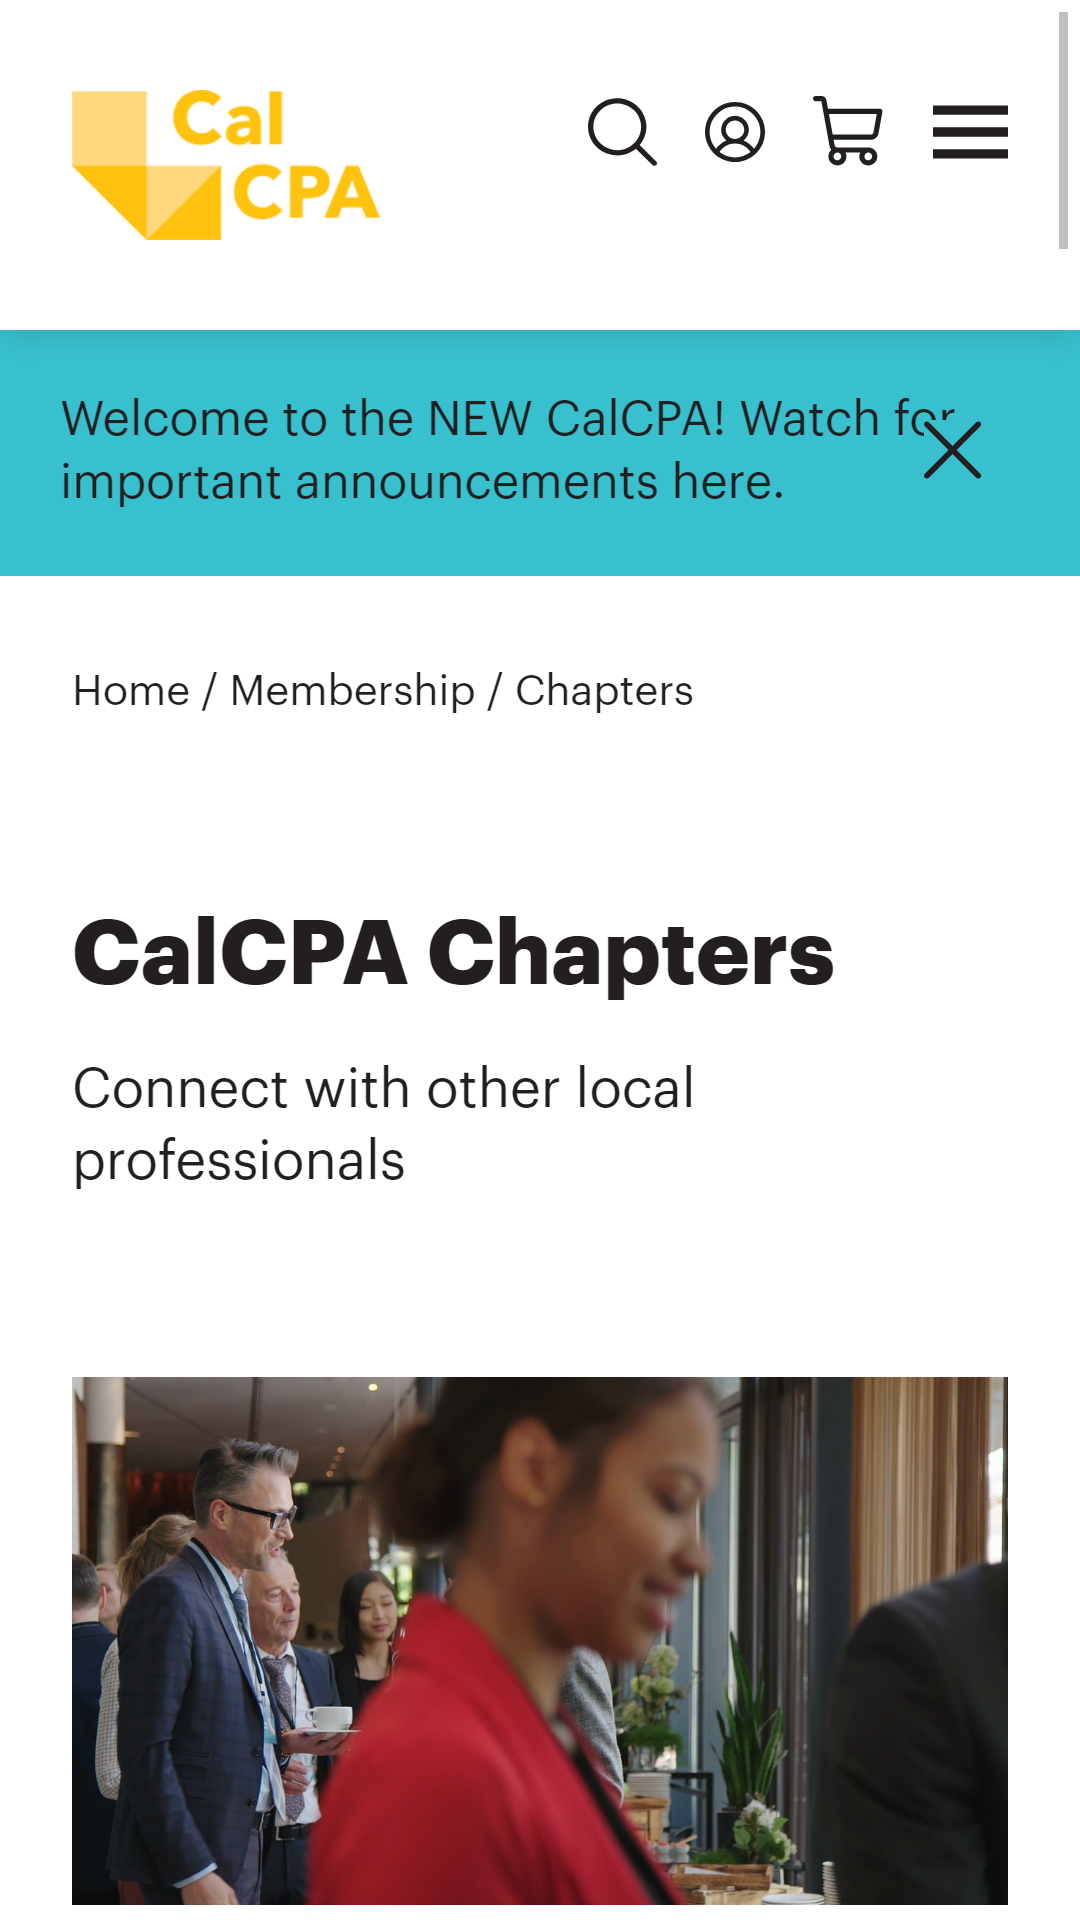 Cal
CPA
Welcome to the NEW CalCPA! Watch for
important announcements here.
Home / Membership / Chapters
CalCPA Chapters
Connect with other local
professionals